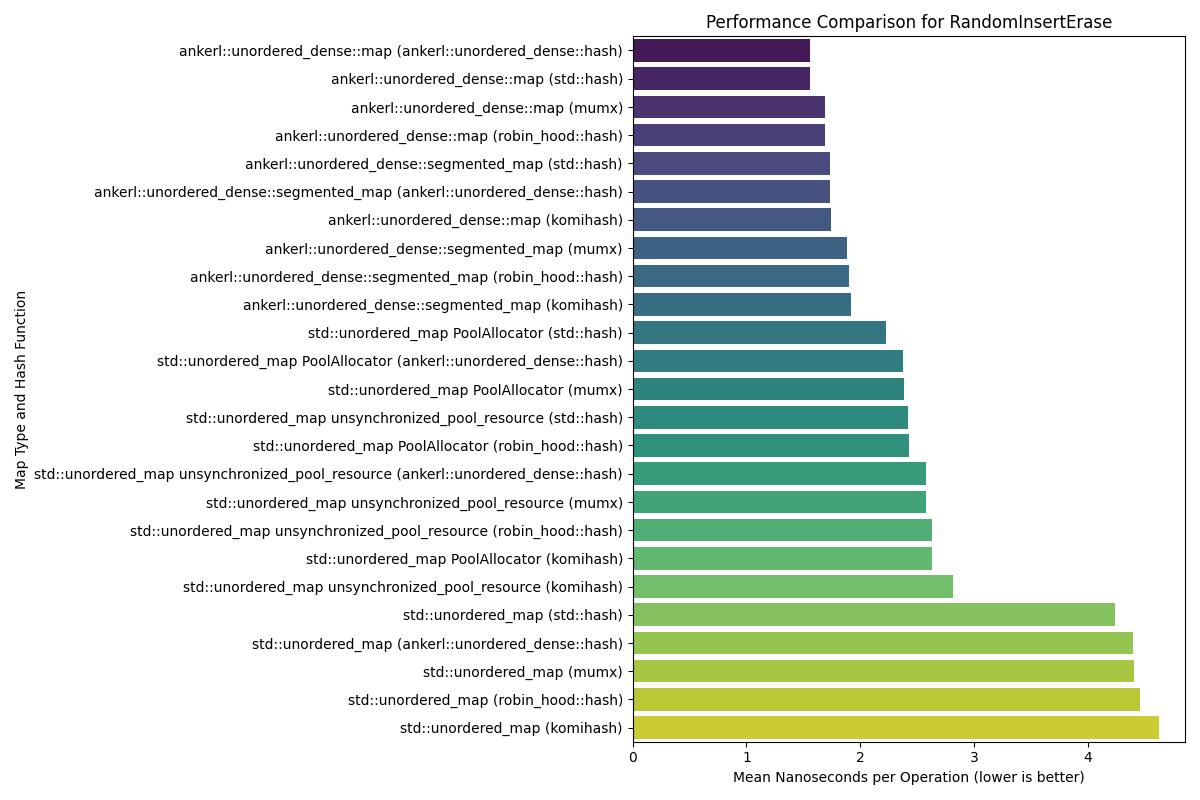 Performance Comparison for RandomInsertErase
Map Type and Hash Function
ankerl::unordered_dense::map (ankerl::unordered_dense::hash)
ankerl::unordered_dense::map (std::hash)
ankerl::unordered_dense::map (mumx)
ankerl::unordered_dense::map (robin_hood::hash)
ankerl::unordered_dense::segmented_map (std::hash)
ankerl::unordered_dense::segmented_map (ankerl::unordered_dense::hash)
ankerl::unordered_dense::map (komihash)
ankerl::unordered_dense::segmented_map (mumx)
ankerl::unordered_dense::segmented_map (robin_hood::hash)
ankerl::unordered_dense::segmented_map (komihash)
std::unordered_map PoolAllocator (std::hash)
std::unordered_map PoolAllocator (ankerl::unordered_dense::hash)
std::unordered_map PoolAllocator (mumx)
std::unordered_map unsynchronized_pool_resource (std::hash)
std::unordered_map PoolAllocator (robin_hood::hash)
std::unordered_map unsynchronized_pool_resource (ankerl::unordered_dense::hash)
std::unordered_map unsynchronized_pool_resource (mumx)
std::unordered_map unsynchronized_pool_resource (robin_hood::hash)
std::unordered_map PoolAllocator (komihash)
std::unordered_map unsynchronized_pool_resource (komihash)
std::unordered_map (std::hash)
std::unordered_map (ankerl::unordered_dense::hash)
std::unordered_map (mumx)
std::unordered_map (robin_hood::hash)
std::unordered_map (komihash)
0 1 2 3 4
Mean Nanoseconds per Operation (lower is better)